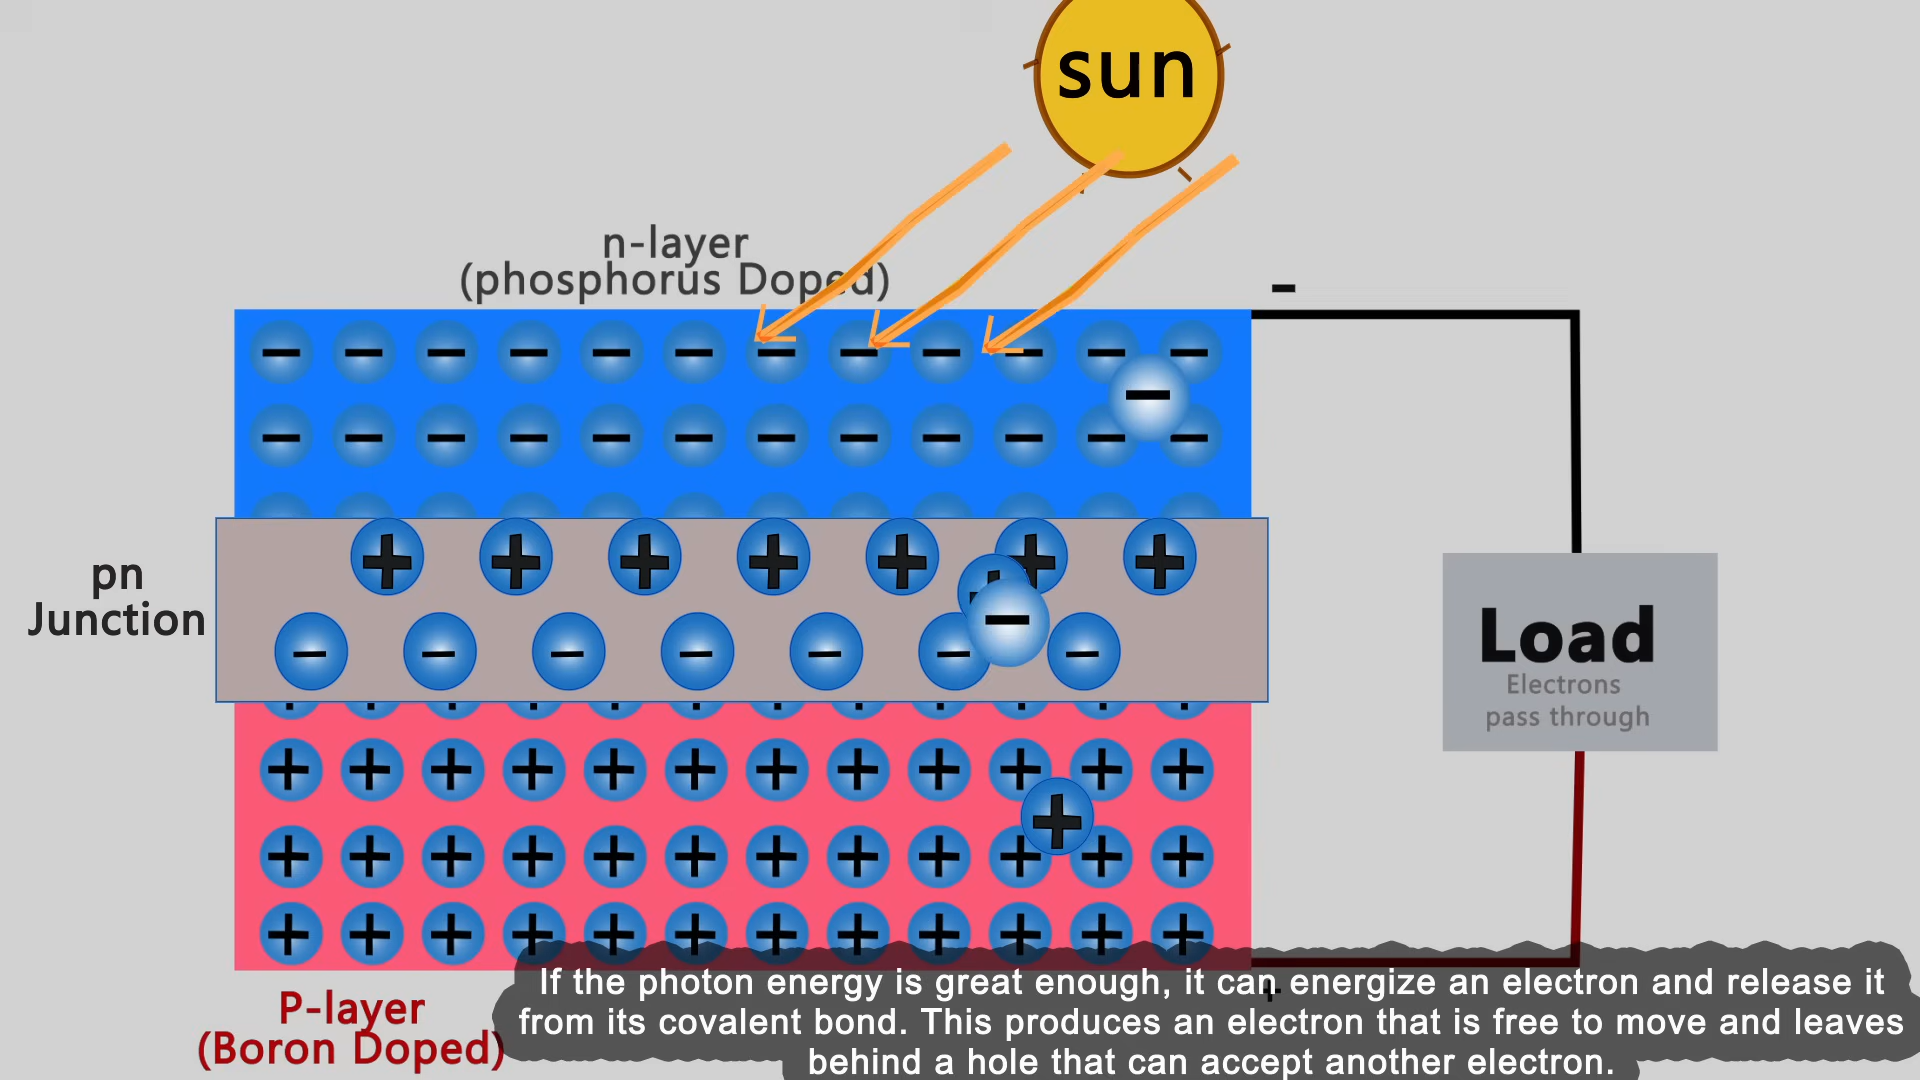 sun
n-layer
(phosphorus Doped)
pn
Junction
Load
Electrons
pass through
P-layer
(Boron Doped)
If the photon energy is great enough, it can energize an electron and release it
from its covalent bond. This produces an electron that is free to move and leaves
behind a hole that can accept another electron.